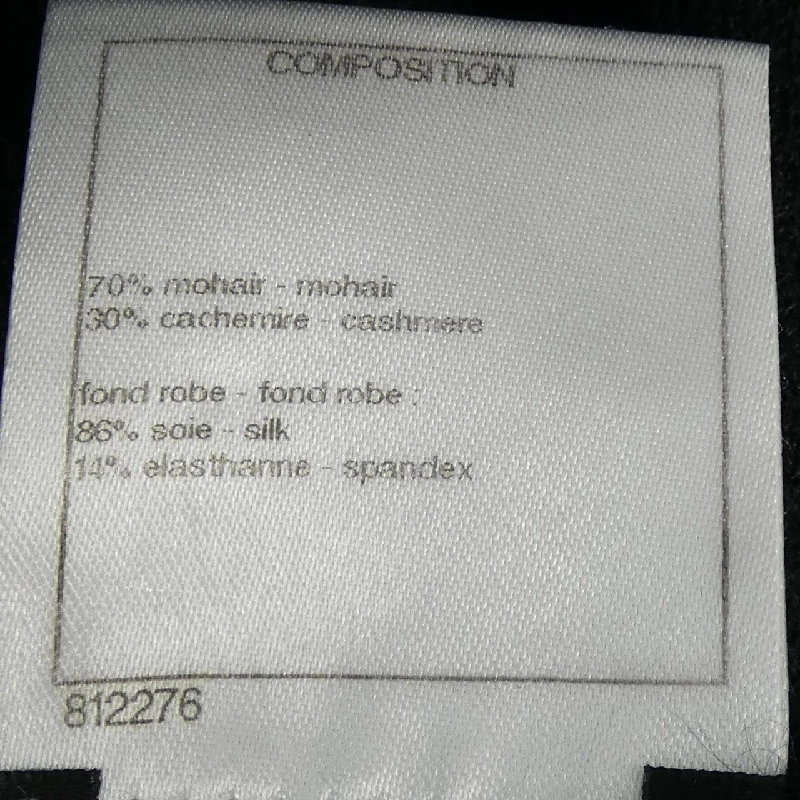 COMPOSITION
70% mohair - mohair
30% cachemire - cashmere
fond robe - fond robe :
86% soie - silk
14% elasthanne - spandex
812276